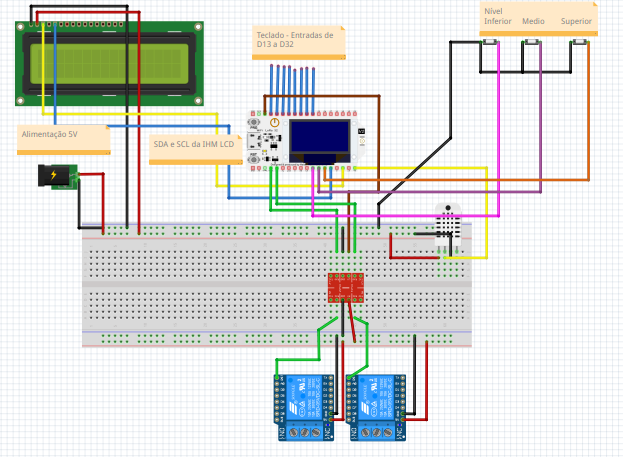 Nível
Inferior Medio Superior
Teclado - Entradas de
D13 a D32
Alimentação 5V
SDA e SCL da IHM LCD